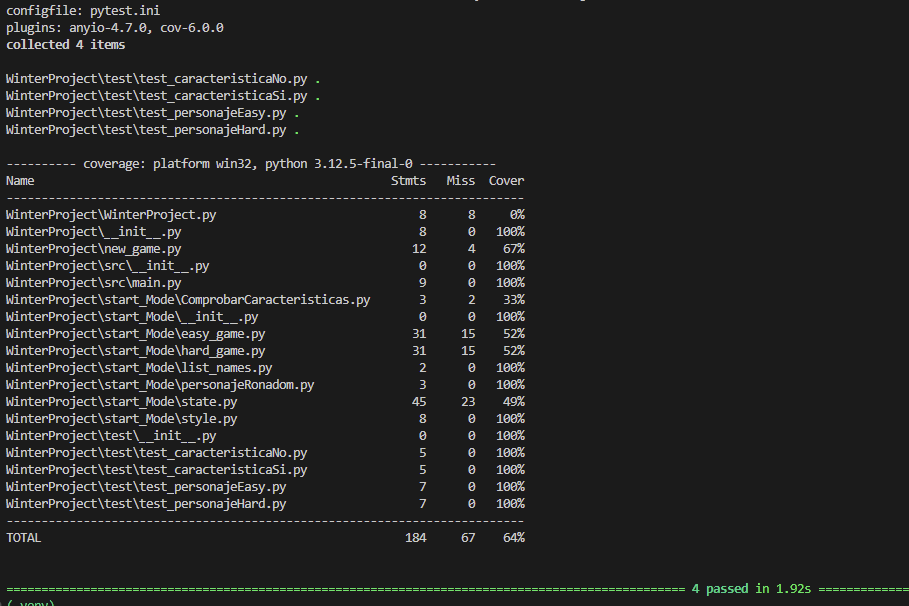 configfile: pytest.ini
plugins: anyio-4.7.0, cov-6.0.0
collected 4 items
WinterProject\test\test_caracteristicaNo.py .
WinterProject\test\test_caracteristicaSi.py .
WinterProject\test\test_personajeEasy.py .
WinterProject\test\test_personajeHard.py .
---------- coverage: platform win32, python 3.12.5-final-0 -----------
Name Stmts Miss Cover
--------------------------------------------------------------------
WinterProject\WinterProject.py 8 8 0%
WinterProject\__init__.py 8 0 100%
WinterProject\new_game.py 12 4 67%
WinterProject\src\__init__.py 0 0 100%
WinterProject\src\main.py 9 0 100%
WinterProject\start_Mode\ComprobarCaracteristicas.py 3 2 33%
WinterProject\start_Mode\__init__.py 0 0 100%
WinterProject\start_Mode\easy_game.py 31 15 52%
WinterProject\start_Mode\hard_game.py 31 15 52%
WinterProject\start_Mode\list_names.py 2 0 100%
WinterProject\start_Mode\personajeRonadom.py 3 0 100%
WinterProject\start_Mode\state.py 45 23 49%
WinterProject\start_Mode\style.py 8 0 100%
WinterProject\test\__init__.py 0 0 100%
WinterProject\test\test_caracteristicaNo.py 5 0 100%
WinterProject\test\test_caracteristicaSi.py 5 0 100%
WinterProject\test\test_personajeEasy.py 7 0 100%
WinterProject\test\test_personajeHard.py 7 0 100%
--------------------------------------------------------------------
TOTAL 184 67 64%
======================================== 4 passed in 1.92s =============